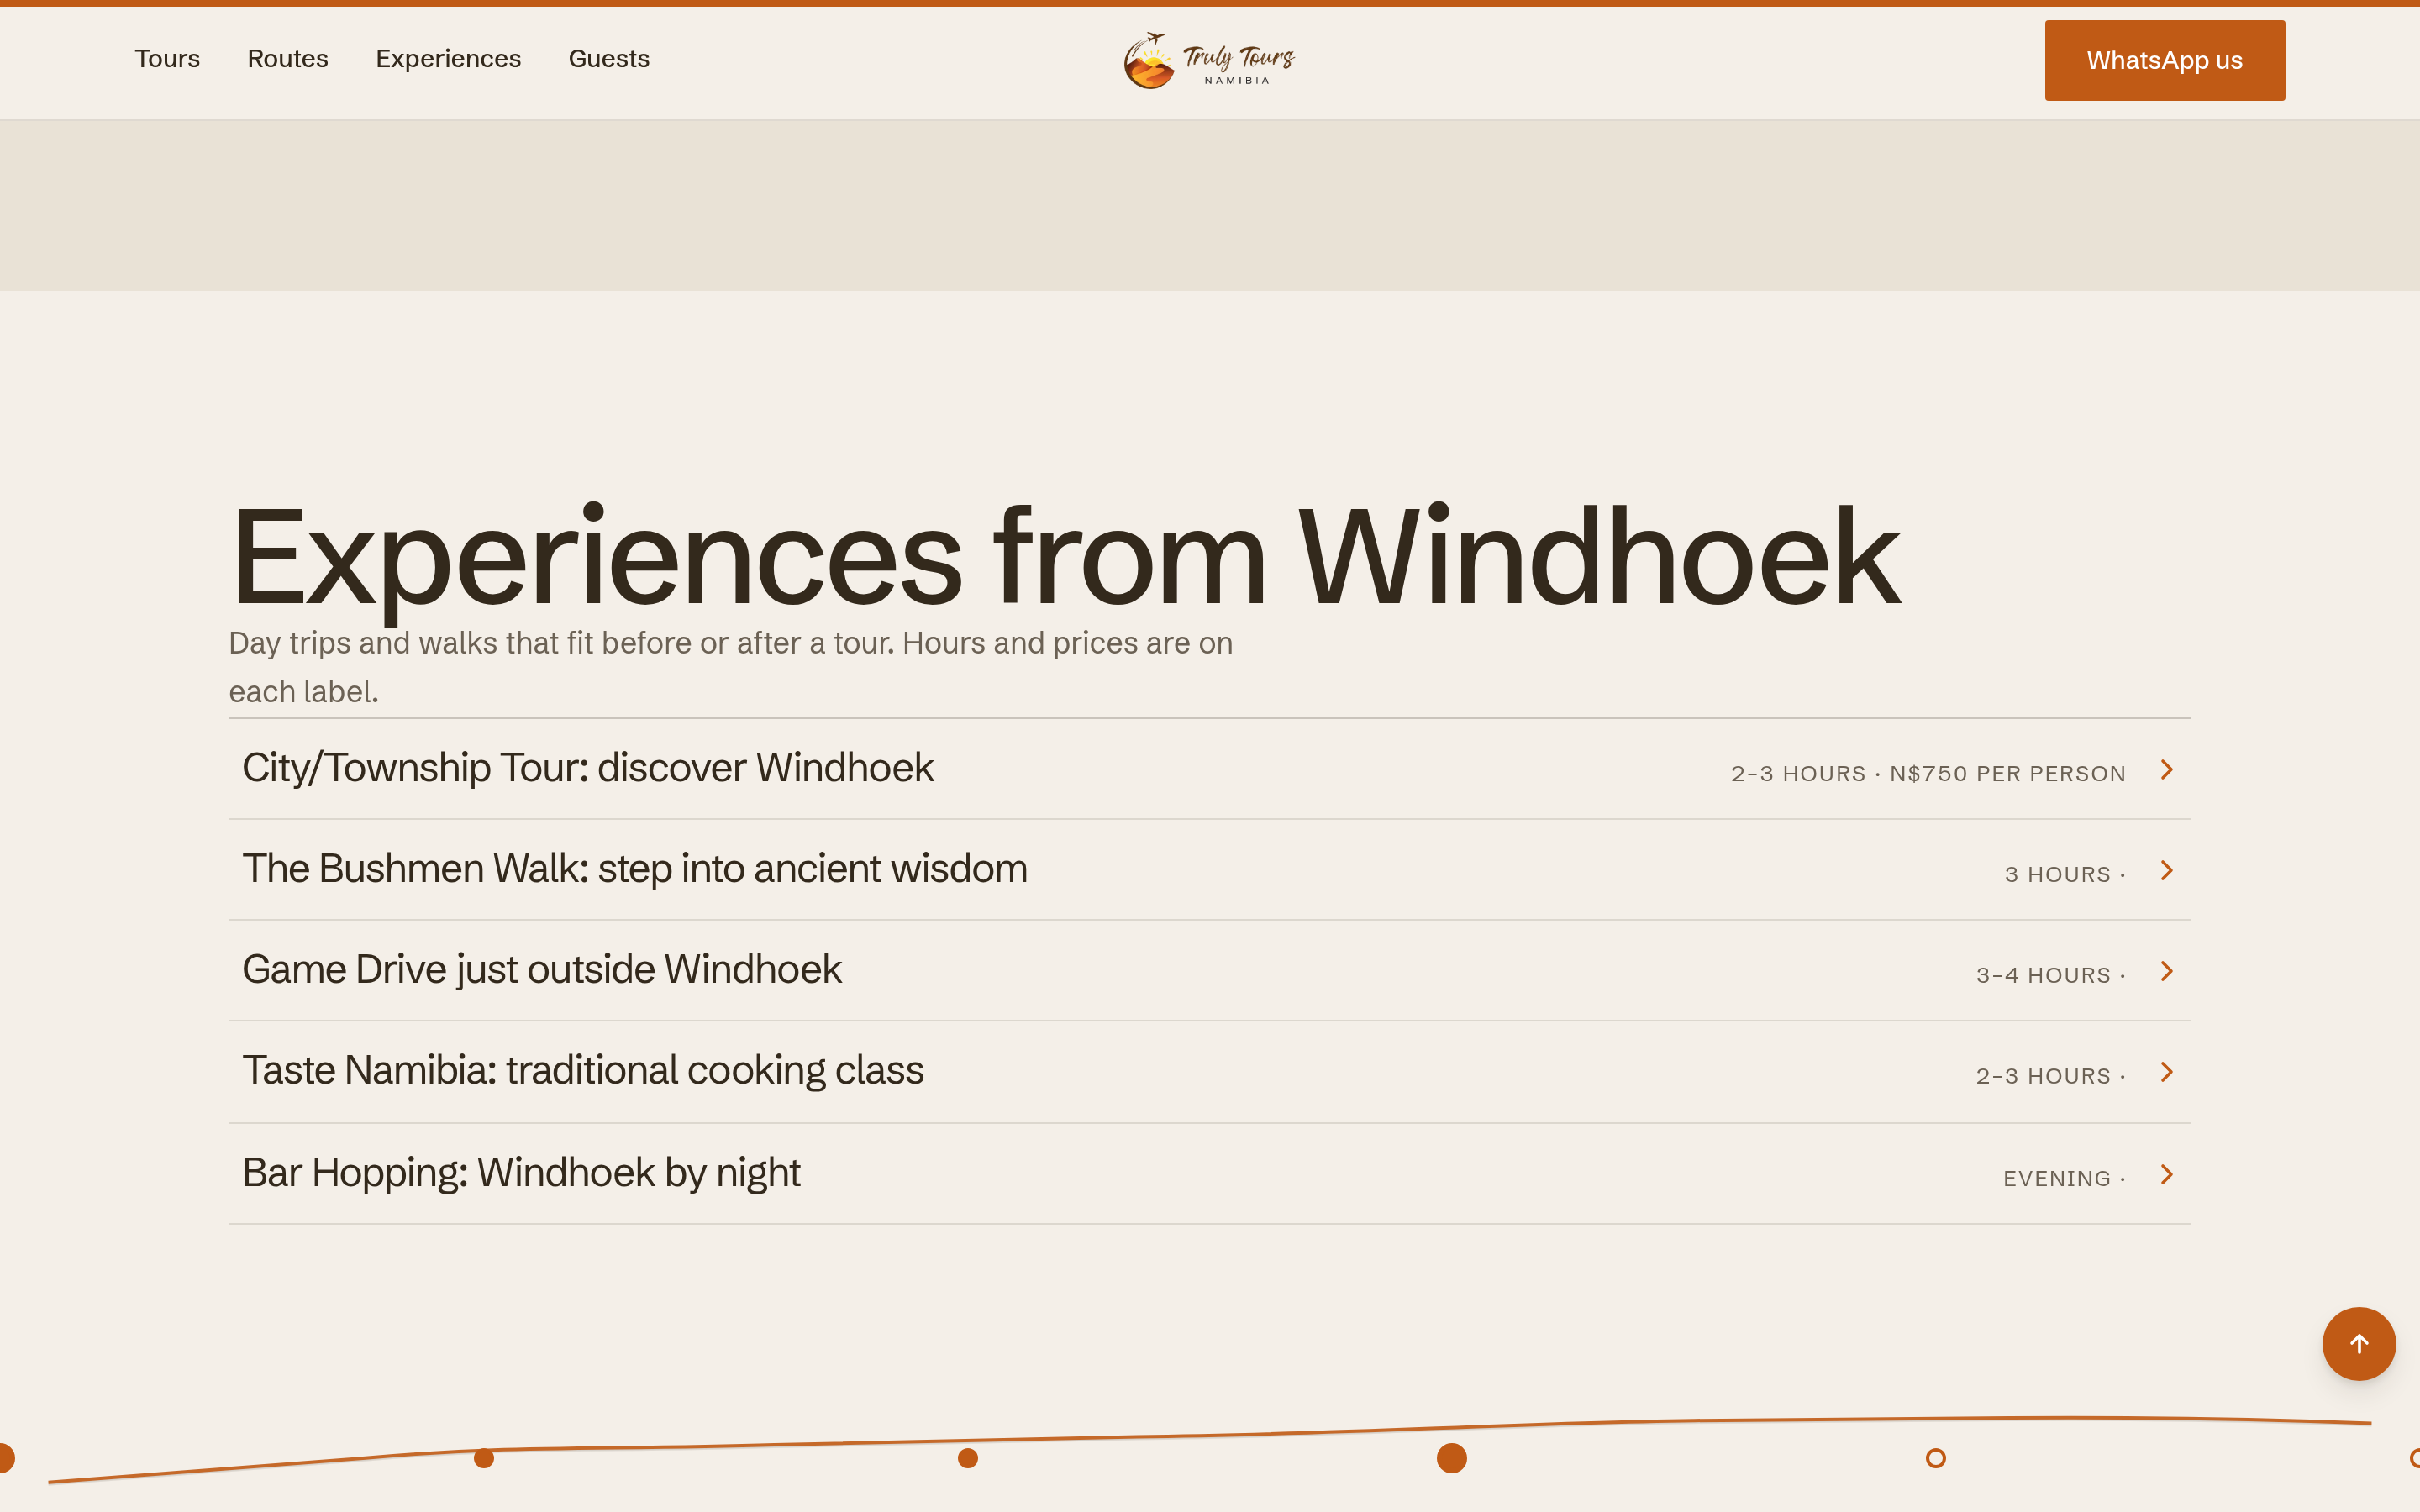 Tours
Routes
Experiences
Guests
Truly Tours
NAMIBIA
WhatsApp us
Experiences from Windhoek
Day trips and walks that fit before or after a tour. Hours and prices are on
each label.
City/Township Tour: discover Windhoek
2–3 HOURS · N$750 PER PERSON
The Bushmen Walk: step into ancient wisdom
3 HOURS ·
Game Drive just outside Windhoek
3–4 HOURS ·
Taste Namibia: traditional cooking class
2–3 HOURS ·
Bar Hopping: Windhoek by night
EVENING ·